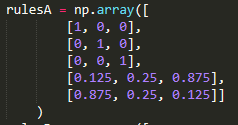 rulesA = np.array([
[1, 0, 0],
[0, 1, 0],
[0, 0, 1],
[0.125, 0.25, 0.875],
[0.875, 0.25, 0.125]]
)